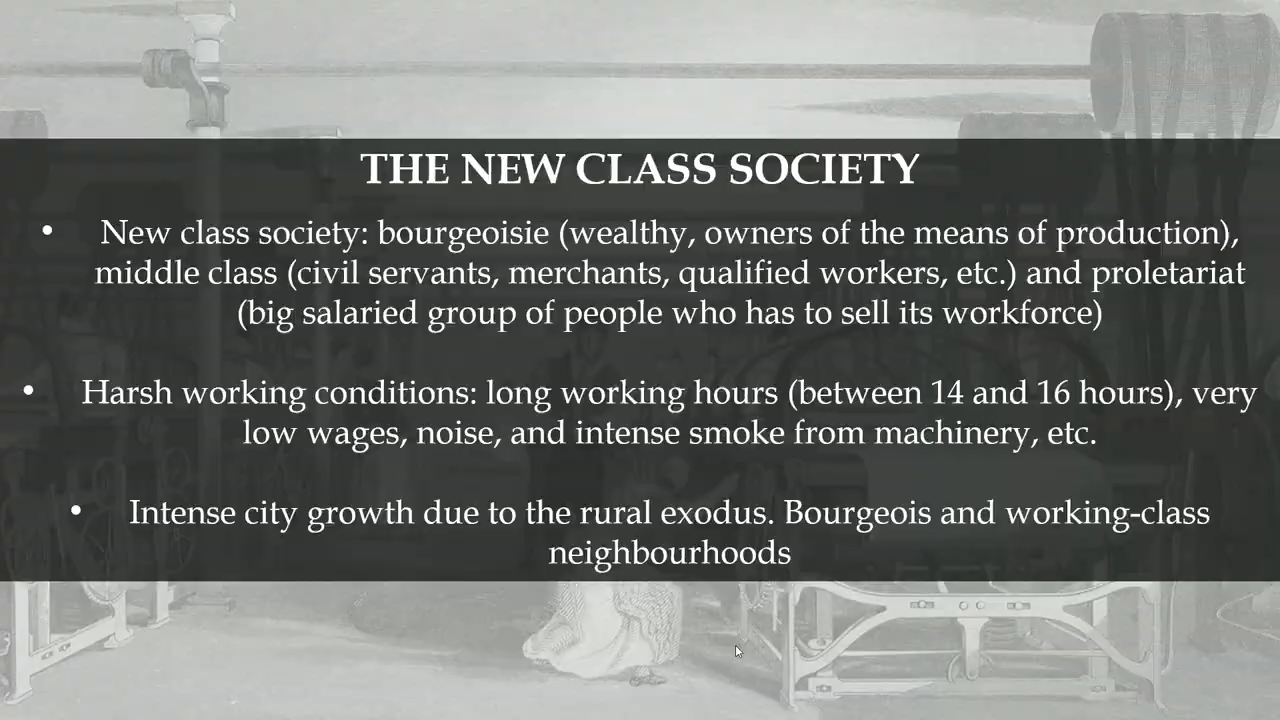 THE NEW CLASS SOCIETY
• New class society: bourgeoisie (wealthy, owners of the means of production),
middle class (civil servants, merchants, qualified workers, etc.) and proletariat
(big salaried group of people who has to sell its workforce)
• Harsh working conditions: long working hours (between 14 and 16 hours), very
low wages, noise, and intense smoke from machinery, etc.
• Intense city growth due to the rural exodus. Bourgeois and working-class
neighbourhoods